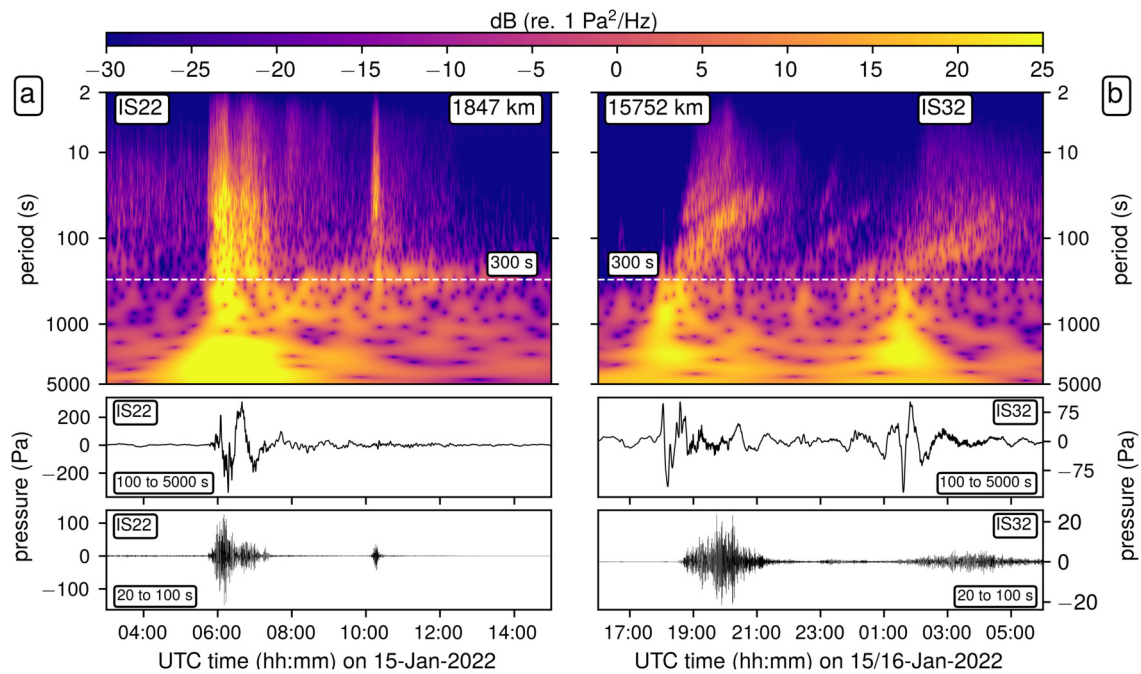 dB (re. 1 Pa²/Hz)
−30 −25 −20 −15 −10 −5 0 5 10 15 20 25
a
IS22
1847 km
2
10
100
1000
5000
period (s)
300 s
b
15752 km
IS32
2
10
100
1000
5000
period (s)
300 s
IS22
200
0
−200
100 to 5000 s
IS32
75
0
−75
100 to 5000 s
pressure (Pa)
pressure (Pa)
IS22
100
0
−100
20 to 100 s
IS32
20
0
−20
20 to 100 s
04:00 06:00 08:00 10:00 12:00 14:00
UTC time (hh:mm) on 15-Jan-2022
17:00 19:00 21:00 23:00 01:00 03:00 05:00
UTC time (hh:mm) on 15/16-Jan-2022